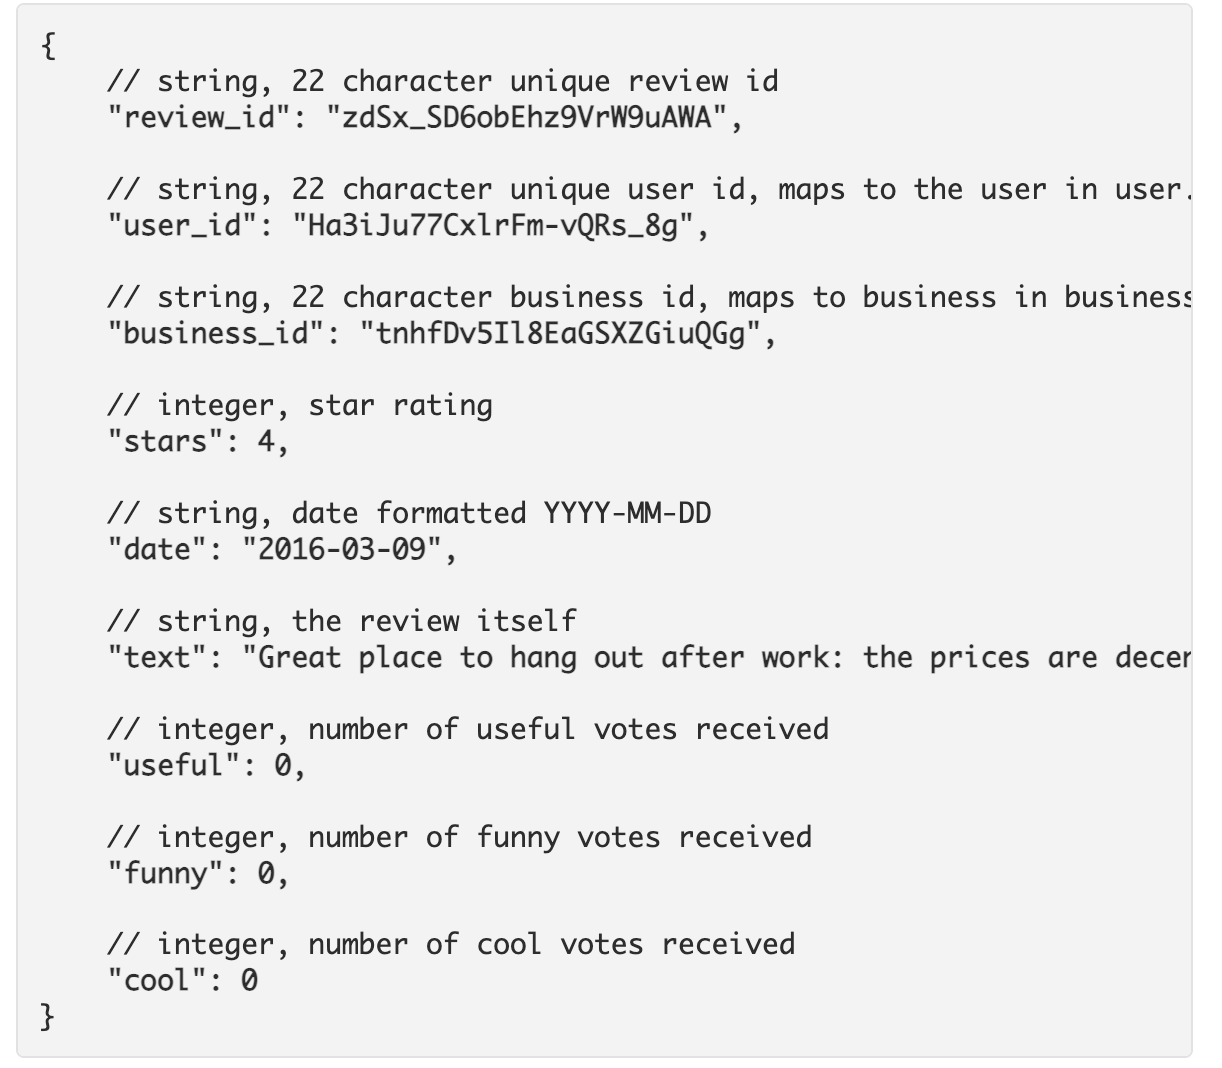 {
// string, 22 character unique review id
"review_id": "zdSx_SD6obEhz9VrW9uAWA",
// string, 22 character unique user id, maps to the user in user.
"user_id": "Ha3iJu77CxlrFm-vQRs_8g",
// string, 22 character business id, maps to business in business
"business_id": "tnhfDv5Il8EaGSXZGiuQGg",
// integer, star rating
"stars": 4,
// string, date formatted YYYY-MM-DD
"date": "2016-03-09",
// string, the review itself
"text": "Great place to hang out after work: the prices are
// integer, number of useful votes received
"useful": 0,
// integer, number of funny votes received
"funny": 0,
// integer, number of cool votes received
"cool": 0
}